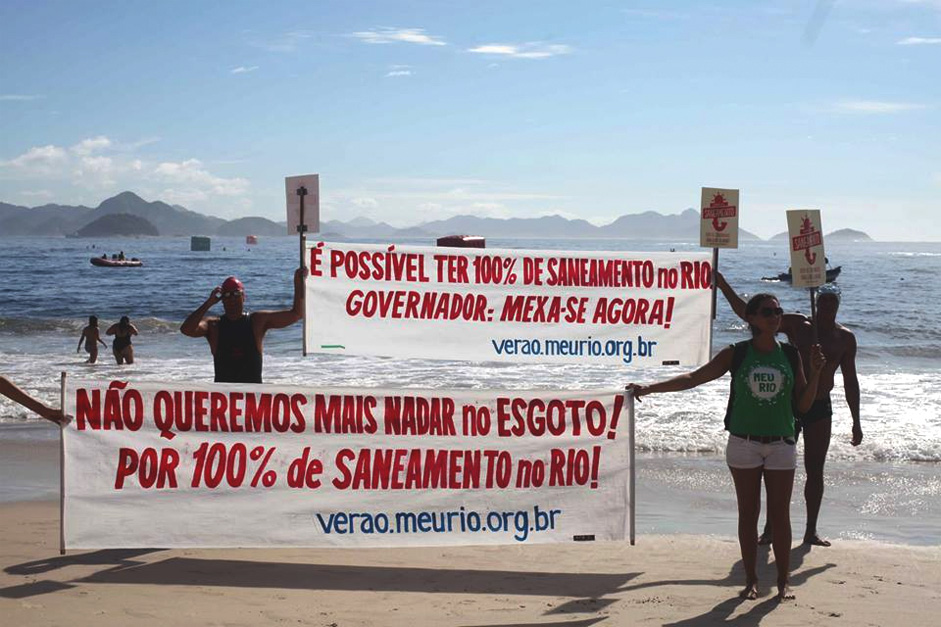 É POSSÍVEL TER 100% DE SANEAMENTO no RIO
GOVERNADOR: MEXA-SE AGORA!
verao.meurio.org.br
NÃO QUEREMOS MAIS NADAR no ESGOTO!
POR 100% de SANEAMENTO no RIO!
verao.meurio.org.br
MEU
RIO